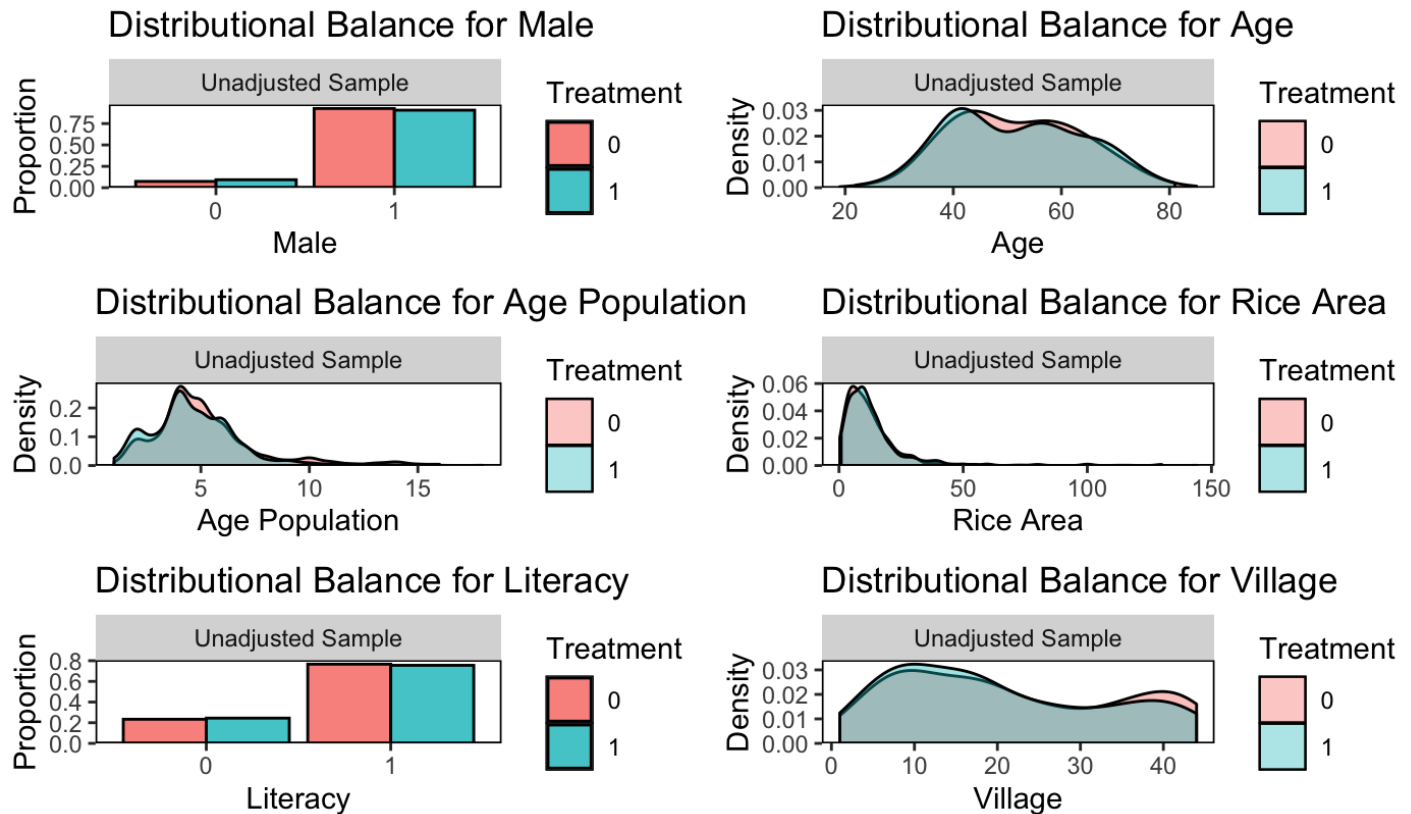 Distributional Balance for Male
Unadjusted Sample
Proportion
0.75
0.50
0.25
0.00
0
1
Male
Treatment
0
1
Distributional Balance for Age
Unadjusted Sample
Density
0.03
0.02
0.01
0.00
20
40
60
80
Age
Treatment
0
1
Distributional Balance for Age Population
Unadjusted Sample
Density
0.2
0.1
0.0
5
10
15
Age Population
Treatment
0
1
Distributional Balance for Rice Area
Unadjusted Sample
Density
0.06
0.04
0.02
0.00
0
50
100
150
Rice Area
Treatment
0
1
Distributional Balance for Literacy
Unadjusted Sample
Proportion
0.8
0.6
0.4
0.2
0.0
0
1
Literacy
Treatment
0
1
Distributional Balance for Village
Unadjusted Sample
Density
0.03
0.02
0.01
0.00
0
10
20
30
40
Village
Treatment
0
1